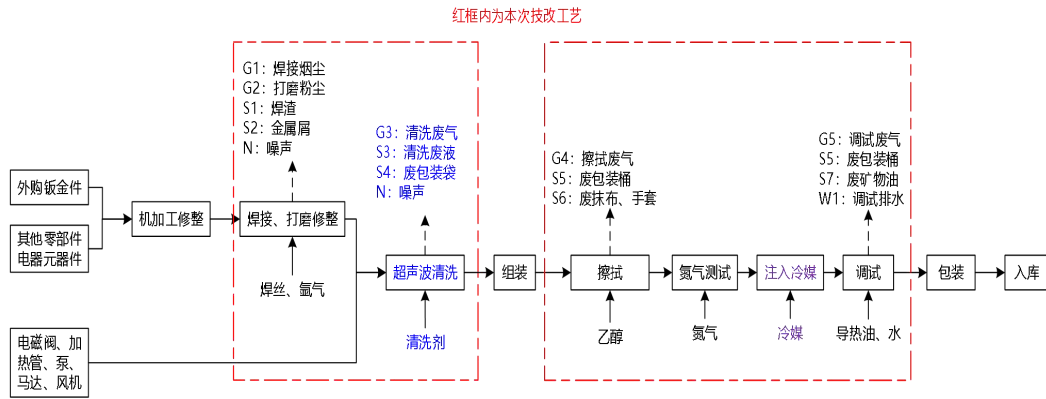 红框内为本次技改工艺
G1：焊接烟尘
G2：打磨粉尘
S1：焊渣
S2：金属屑
N：噪声
G3：清洗废气
S3：清洗废液
S4：废包装袋
N：噪声
G4：擦拭废气
S5：废包装桶
S6：废抹布、手套
G5：调试废气
S5：废包装桶
S7：废矿物油
W1：调试排水
外购钣金件
其他零部件
电器元器件
机加工修整
焊接、打磨修整
焊丝、氩气
电磁阀、加
热管、泵、
马达、风机
超声波清洗
清洗剂
组装
擦拭
乙醇
氮气测试
氮气
注入冷媒
冷媒
调试
导热油、水
包装
入库